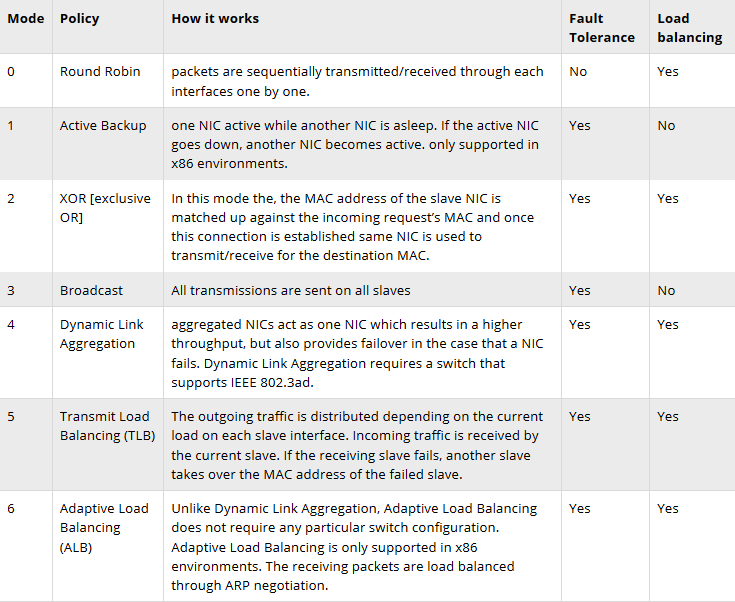 Mode Policy How it works Fault Tolerance Load balancing
0 Round Robin packets are sequentially transmitted/received through each
interfaces one by one. No Yes
1 Active Backup one NIC active while another NIC is asleep. If the active NIC
goes down, another NIC becomes active. only supported in
x86 environments. Yes No
2 XOR [exclusive
OR] In this mode the, the MAC address of the slave NIC is
matched up against the incoming request’s MAC and once
this connection is established same NIC is used to
transmit/receive for the destination MAC. Yes Yes
3 Broadcast All transmissions are sent on all slaves Yes No
4 Dynamic Link
Aggregation aggregated NICs act as one NIC which results in a higher
throughput, but also provides failover in the case that a NIC
fails. Dynamic Link Aggregation requires a switch that
supports IEEE 802.3ad. Yes Yes
5 Transmit Load
Balancing (TLB) The outgoing traffic is distributed depending on the current
load on each slave interface. Incoming traffic is received by
the current slave. If the receiving slave fails, another slave
takes over the MAC address of the failed slave. Yes Yes
6 Adaptive Load
Balancing
(ALB) Unlike Dynamic Link Aggregation, Adaptive Load Balancing
does not require any particular switch configuration.
Adaptive Load Balancing is only supported in x86
environments. The receiving packets are load balanced
through ARP negotiation. Yes Yes